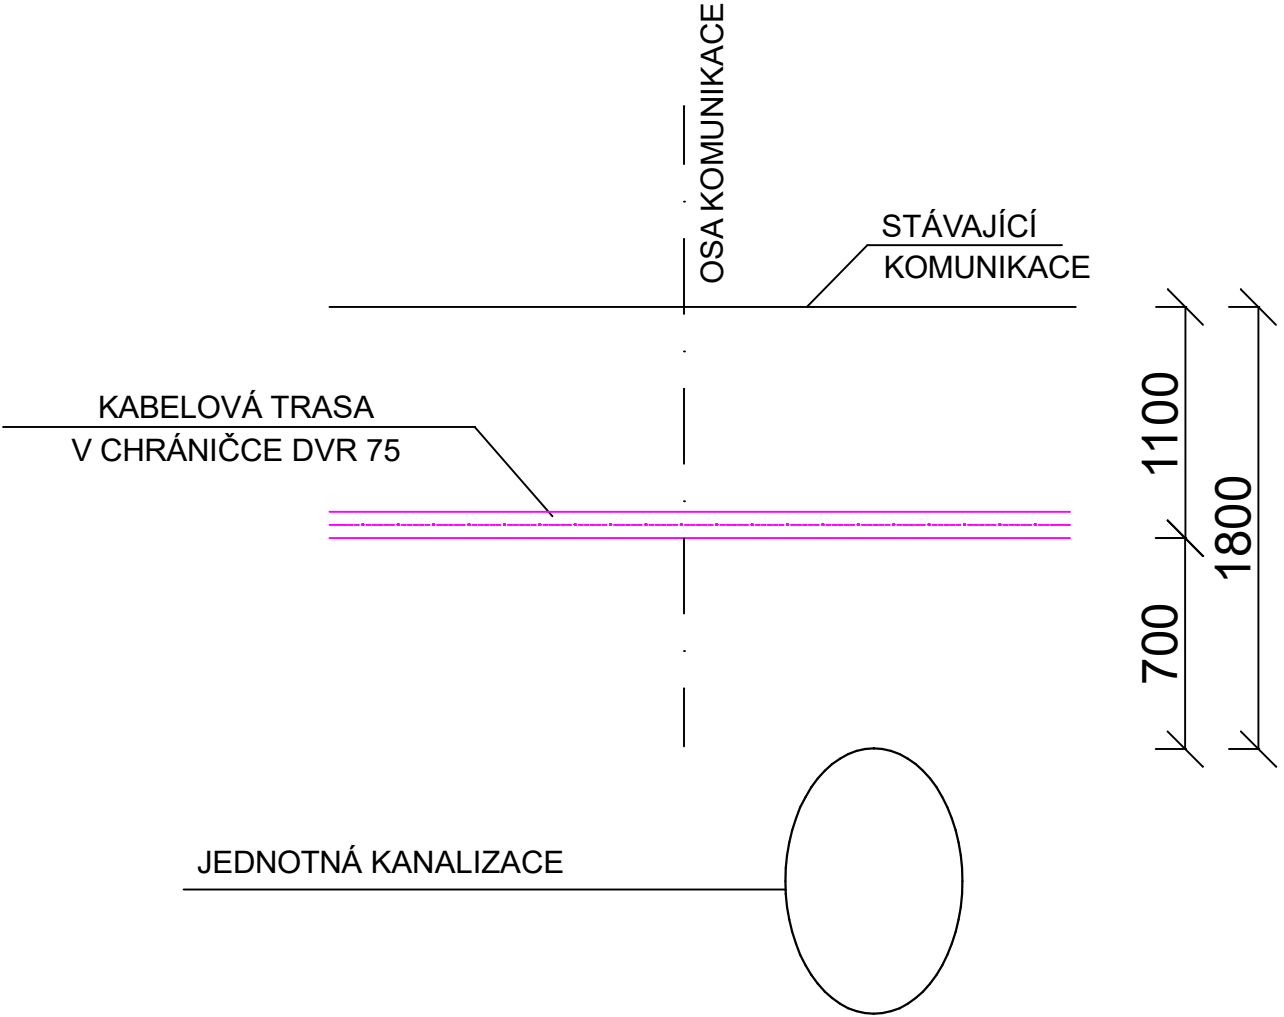 OSA KOMUNIKACE
STÁVAJÍCÍ
KOMUNIKACE
KABELOVÁ TRASA
V CHRÁNIČCE DVR 75
1100
1800
700
JEDNOTNÁ KANALIZACE